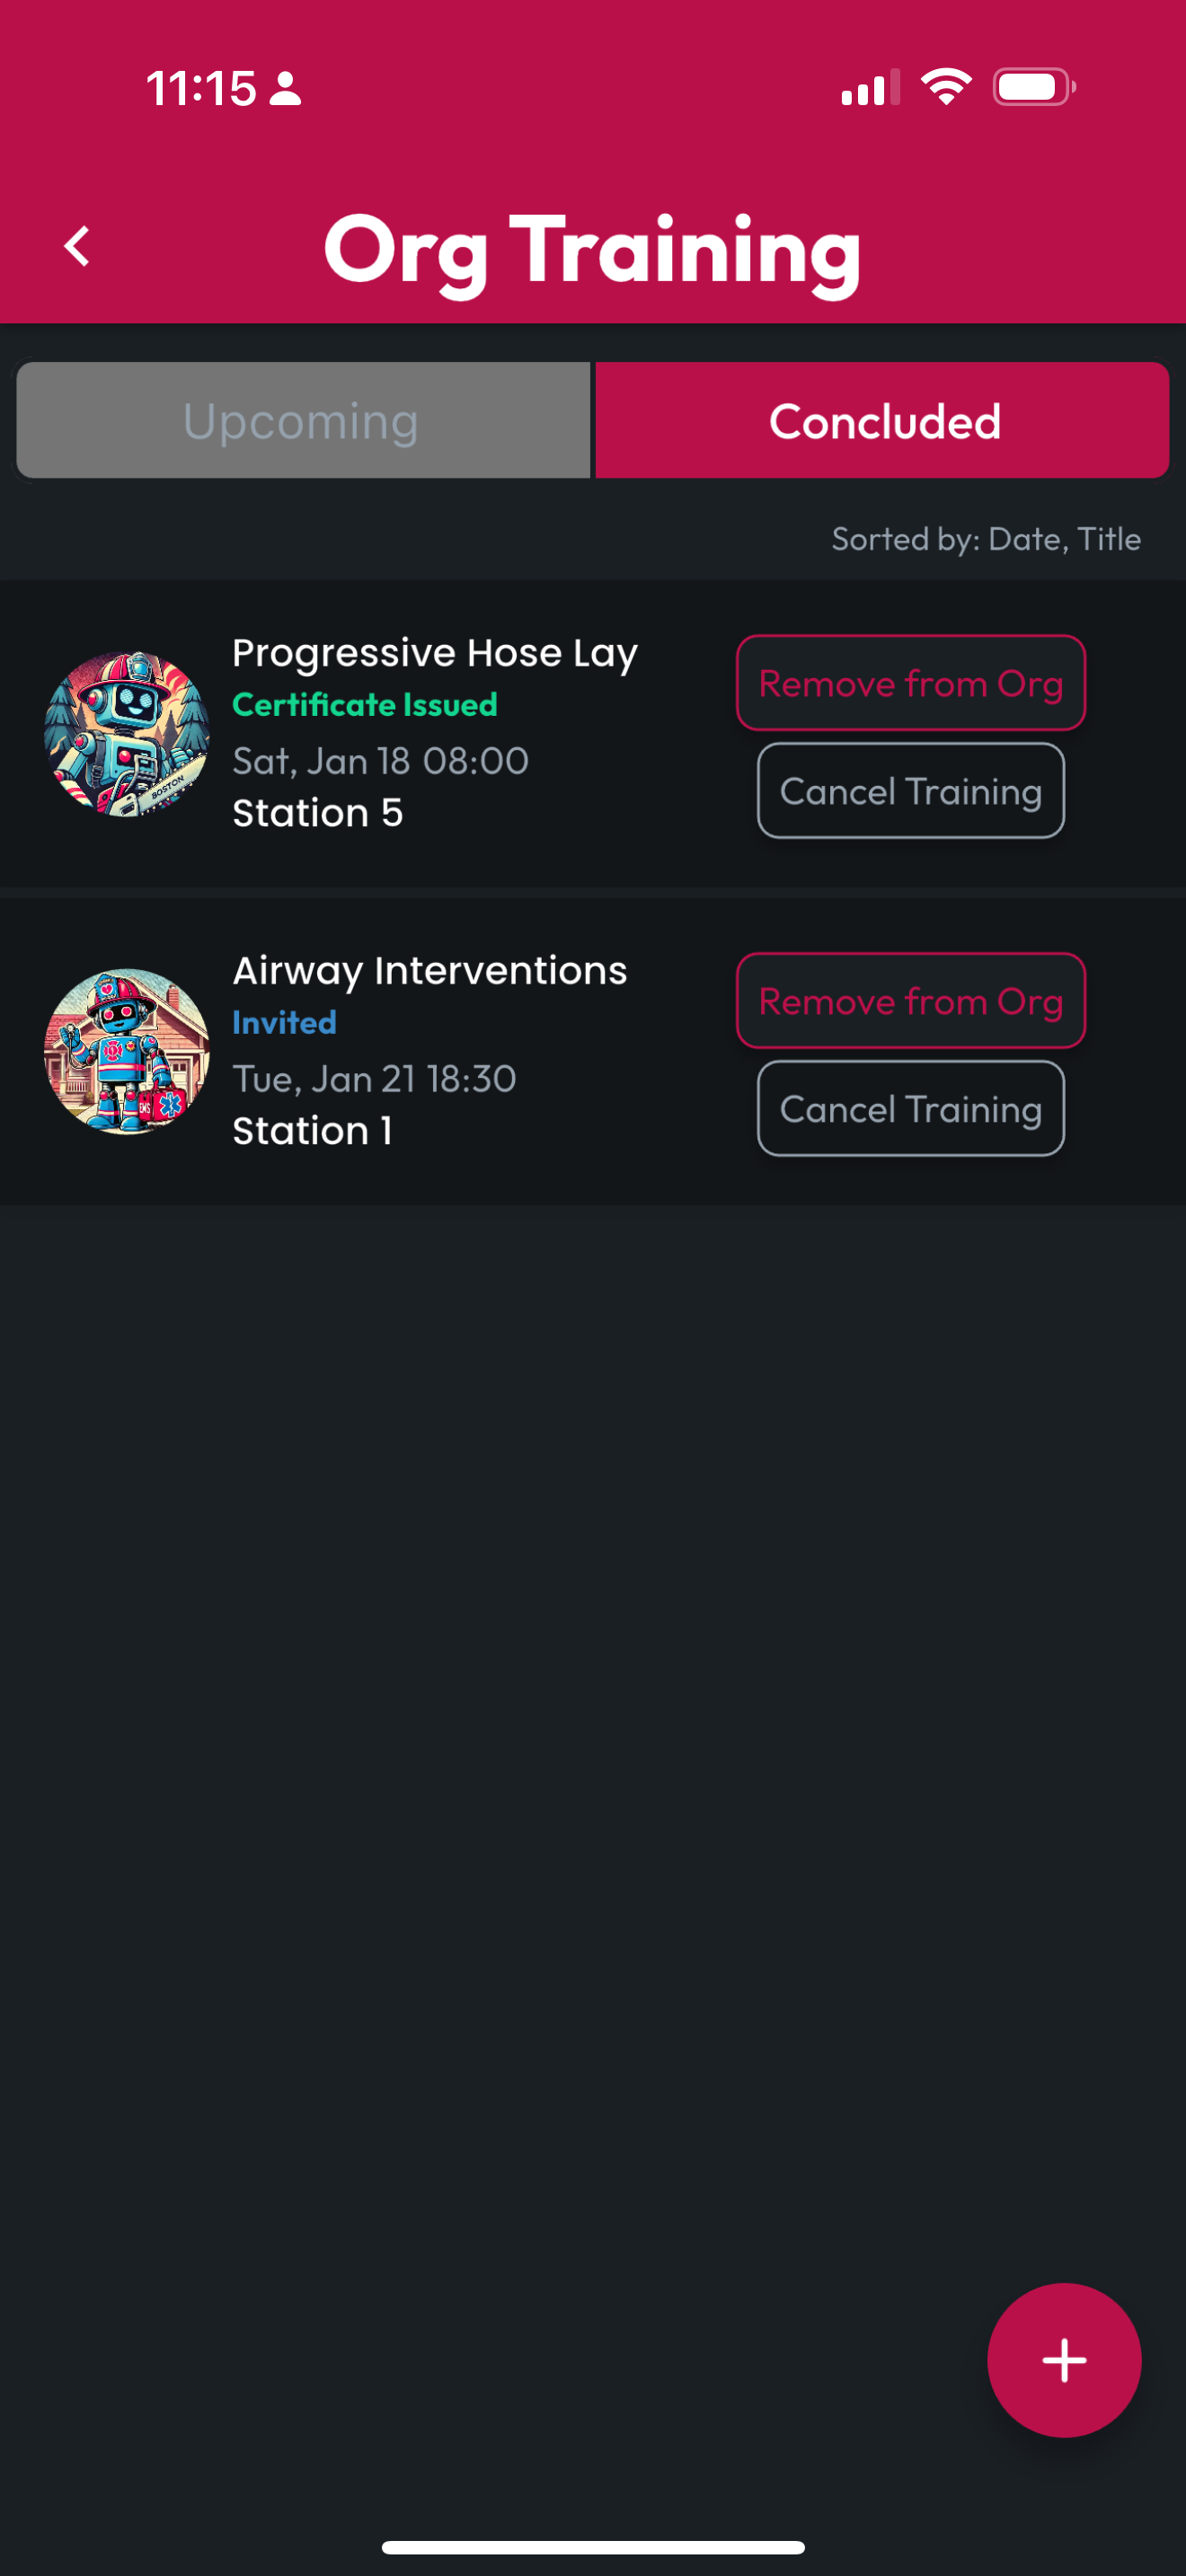 11:15
Org Training
Upcoming
Concluded
Sorted by: Date, Title
Progressive Hose Lay
Certificate Issued
Sat, Jan 18 08:00
Station 5
Remove from Org
Cancel Training
BOSTON
Airway Interventions
Invited
Tue, Jan 21 18:30
Station 1
Remove from Org
Cancel Training
EMS